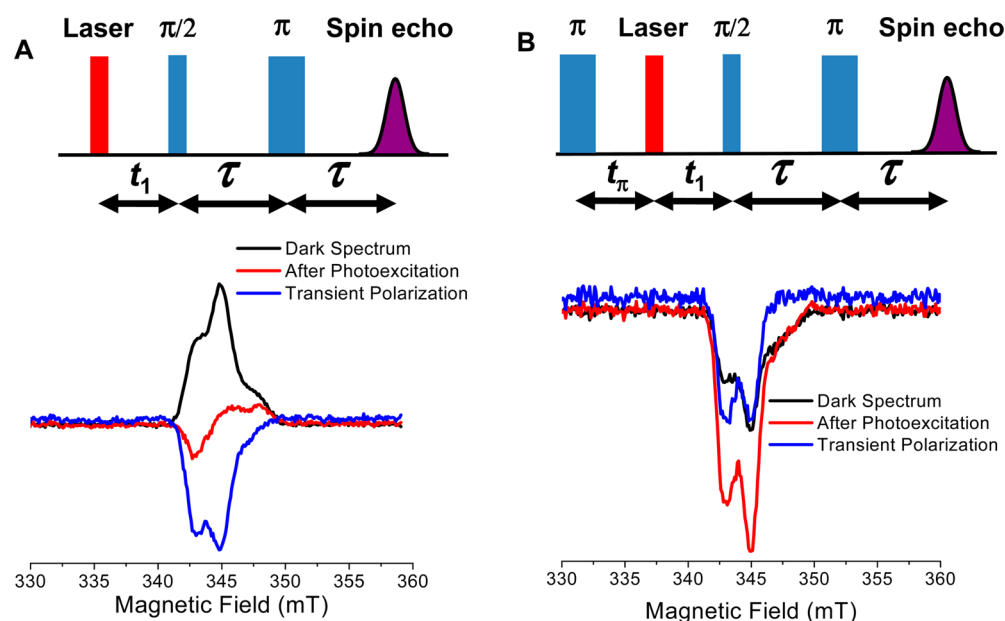 A
Laser π/2 π Spin echo
t1 τ τ
Dark Spectrum
After Photoexcitation
Transient Polarization
330 335 340 345 350 355 360
Magnetic Field (mT)
B
π Laser π/2 π Spin echo
tπ t1 τ τ
Dark Spectrum
After Photoexcitation
Transient Polarization
330 335 340 345 350 355 360
Magnetic Field (mT)